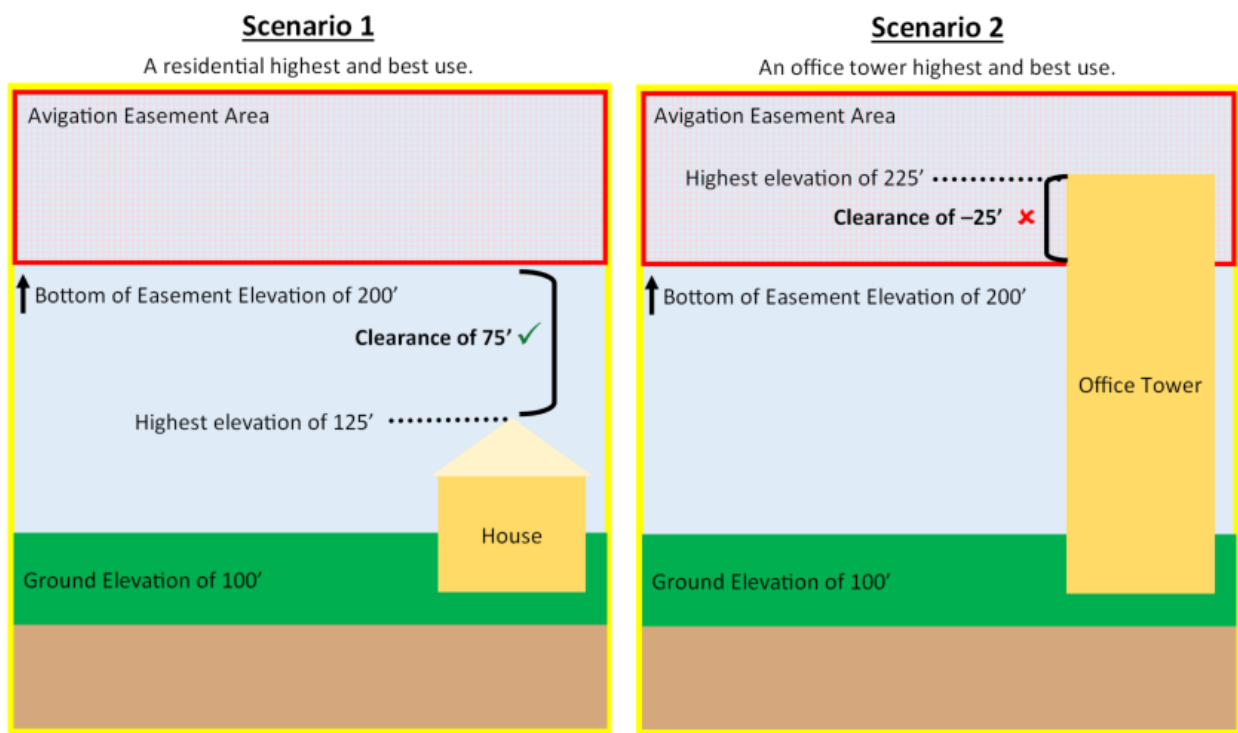 Scenario 1
A residential highest and best use.
Avigation Easement Area
Bottom of Easement Elevation of 200′
Clearance of 75′ ✓
Highest elevation of 125′
House
Ground Elevation of 100′
Scenario 2
An office tower highest and best use.
Avigation Easement Area
Highest elevation of 225′
Clearance of –25′ ✘
Bottom of Easement Elevation of 200′
Office Tower
Ground Elevation of 100′